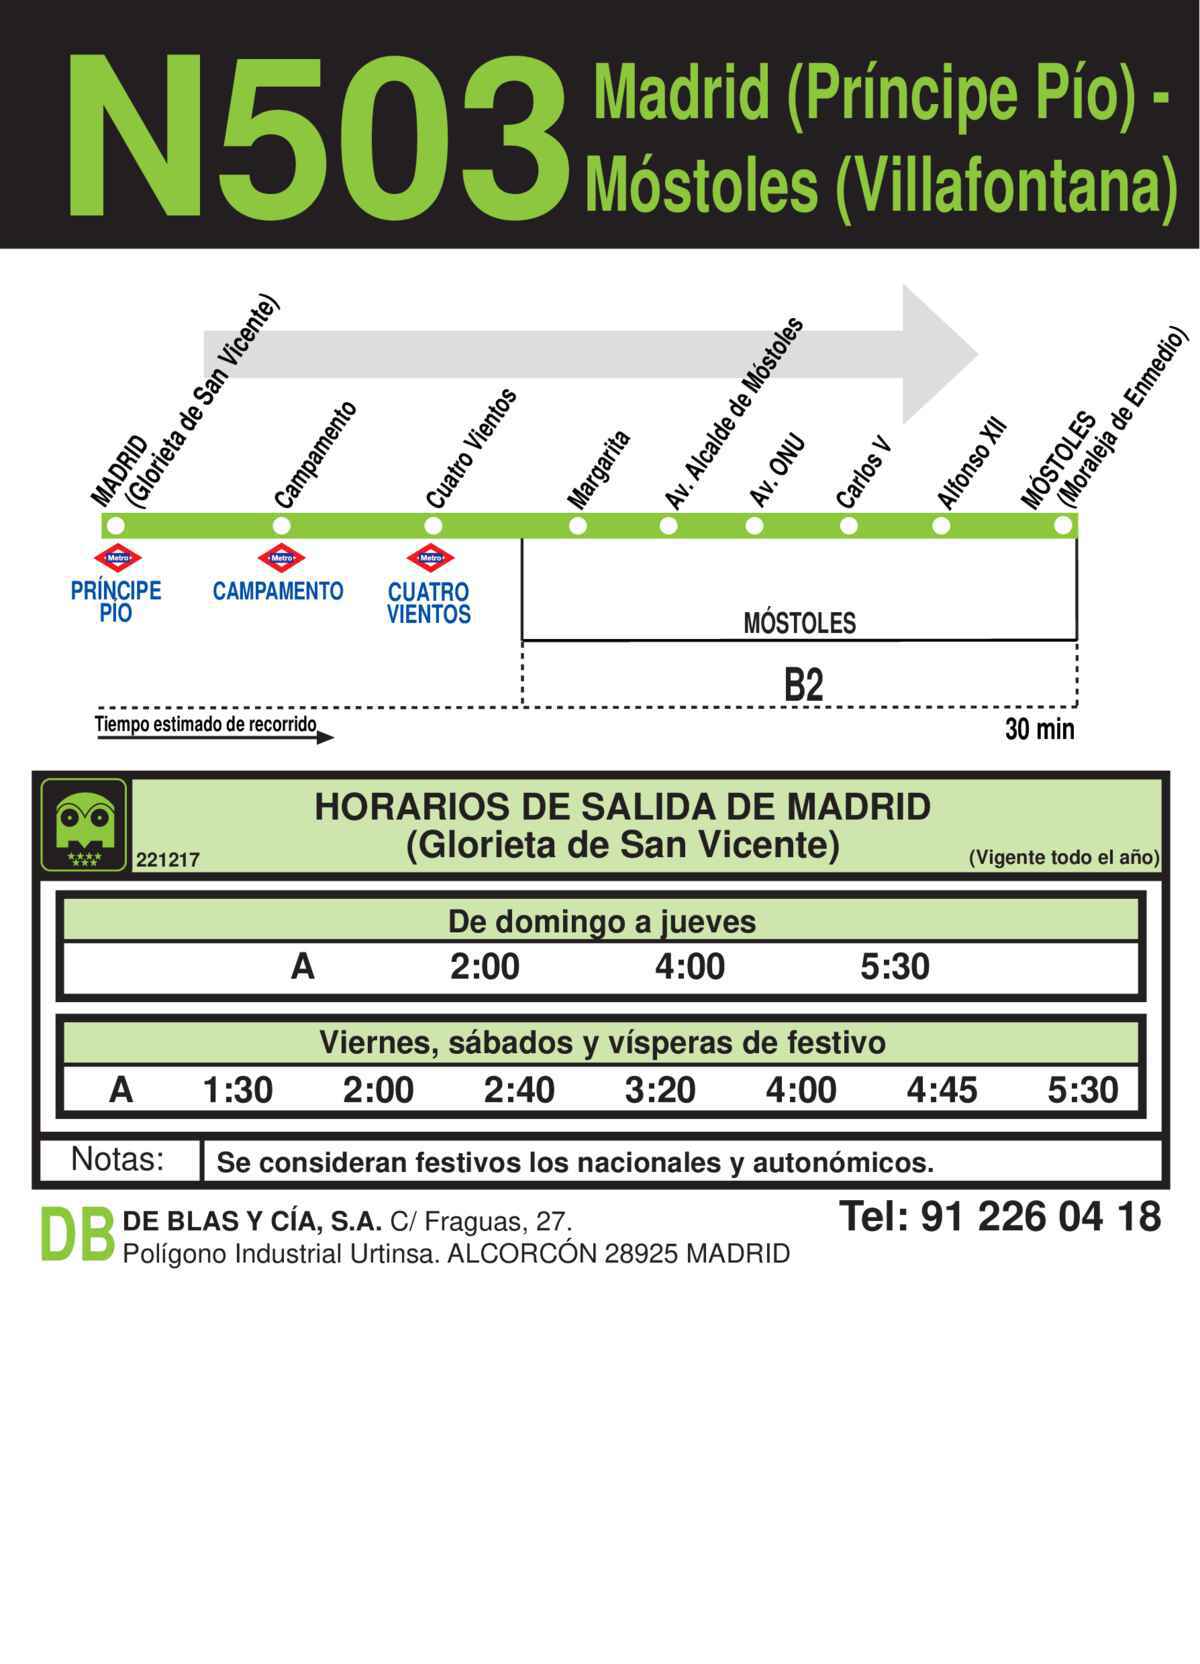 N503
Madrid (Príncipe Pío) -
Móstoles (Villafontana)
MADRID
(Glorieta de San Vicente)
Campamento
Cuatro Vientos
Margarita
Av. Alcalde de Móstoles
Av. ONU
Carlos V
Alfonso XII
MÓSTOLES
(Moraleja de Enmedio)
Metro
Metro
Metro
PRÍNCIPE
PÍO
CAMPAMENTO
CUATRO
VIENTOS
MÓSTOLES
B2
Tiempo estimado de recorrido
30 min
HORARIOS DE SALIDA DE MADRID
(Glorieta de San Vicente)
221217
(Vigente todo el año)
De domingo a jueves
A 2:00 4:00 5:30
Viernes, sábados y vísperas de festivo
A 1:30 2:00 2:40 3:20 4:00 4:45 5:30
Notas: Se consideran festivos los nacionales y autonómicos.
DB DE BLAS Y CÍA, S.A. C/ Fraguas, 27.
Polígono Industrial Urtinsa. ALCORCÓN 28925 MADRID
Tel: 91 226 04 18